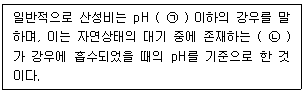 일반적으로 산성비는 pH ( ㉠ ) 이하의 강우를 말
하며, 이는 자연상태의 대기 중에 존재하는 ( ㉡ )
가 강우에 흡수되었을 때의 pH를 기준으로 한 것
이다.